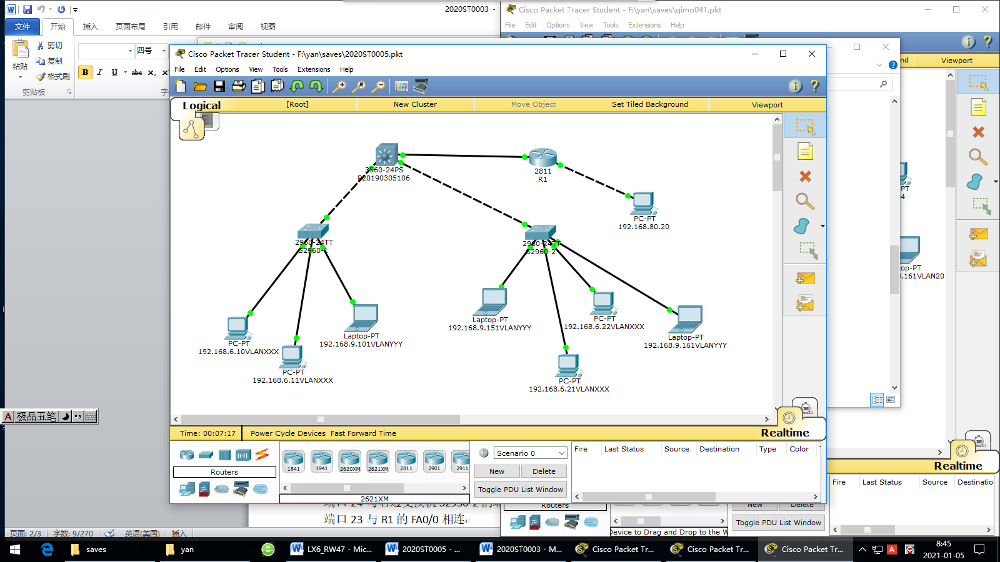 2020ST0003 -
文件
开始
插入
页面布局
引用
邮件
审阅
视图
粘贴
剪切
复制
格式刷
剪贴板
四号
B I U abc x₂
Cisco Packet Tracer Student - F:\yan\saves\qimo041.pkt
File Edit Options View Tools Extensions Help
nd
Viewport
Cisco Packet Tracer Student - F:\yan\saves\2020ST0005.pkt
File Edit Options View Tools Extensions Help
Logical
[Root]
New Cluster
Move Object
Set Tiled Background
Viewport
3560-24PS
R20190305106
2811
R1
PC-PT
192.168.80.20
2960-24TT
S2960-1
2960-24TT
S2960-2
PC-PT
192.168.6.10VLANXXX
PC-PT
192.168.6.11VLANXXX
Laptop-PT
192.168.9.101VLANYYY
Laptop-PT
192.168.9.151VLANYYY
PC-PT
192.168.6.22VLANXXX
PC-PT
192.168.6.21VLANXXX
Laptop-PT
192.168.9.161VLANYYY
PT
4
op-PT
.161VLAN20
A 极品五笔
Time: 00:07:17
Power Cycle Devices Fast Forward Time
Realtime
Routers
1841 1941 2620XM 2621XM 2811 2901 2911
2621XM
Scenario 0
New
Delete
Toggle PDU List Window
Fire Last Status Source Destination Type Color
Realtime
Fire Last Status Source Destinatio
Routers
New
Delete
Toggle PDU List Window
Device to Drag and Drop to the W
端口 23 与 R1 的 FA0/0 相连
页面: 2/3 字数: 9/270 英语(美国) 插入
saves
yan
LX6_RW47 - Mic...
2020ST0005 - ...
2020ST0003 - M...
Cisco Packet Tr...
Cisco Packet Tr...
Cisco Packet Tr...
A
8:45
2021-01-05